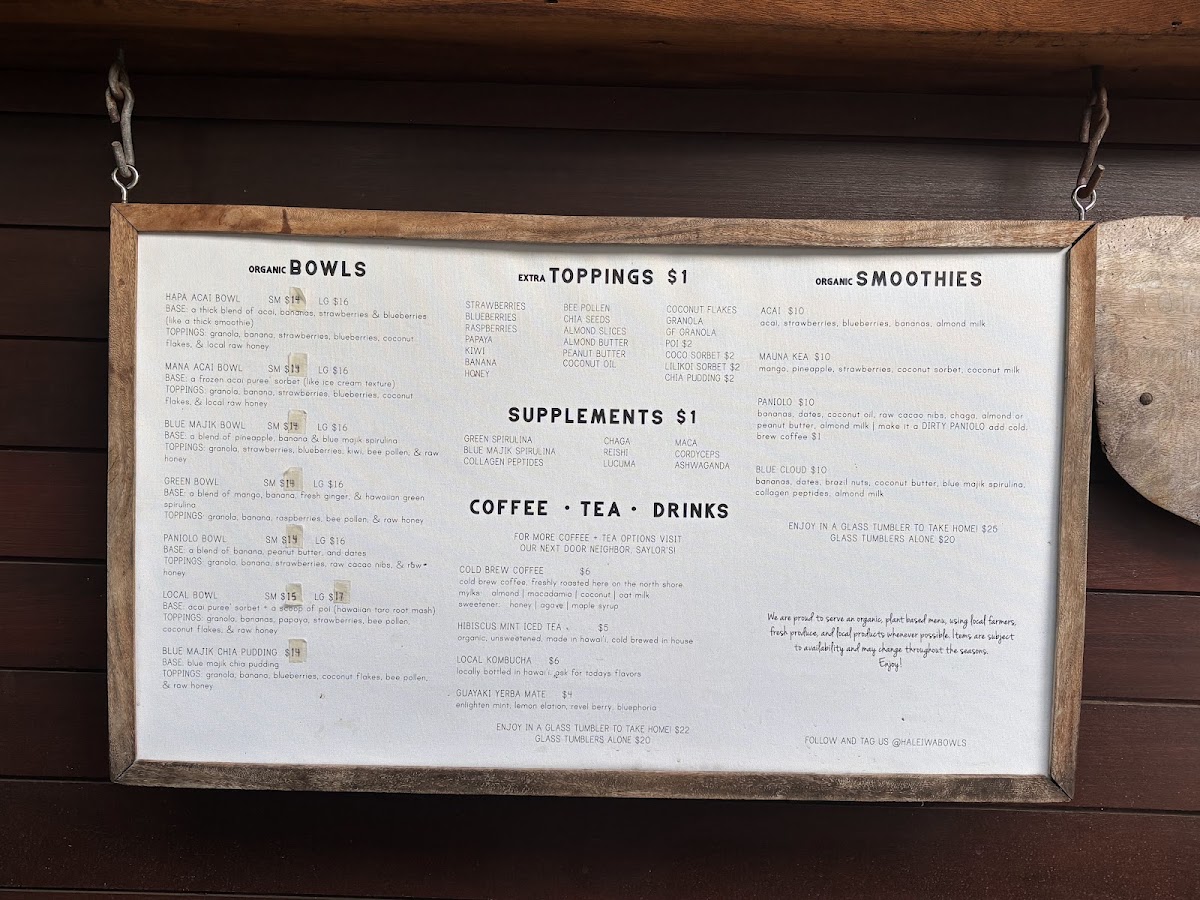 ORGANIC BOWLS
HAPA ACAI BOWL SM $14 LG $16
BASE: a thick blend of acai, bananas, strawberries & blueberries
(like a thick smoothie)
TOPPINGS: granola, banana, strawberries, blueberries, coconut
flakes, & local raw honey
MANA ACAI BOWL SM $14 LG $16
BASE: a frozen acai puree sorbet (like ice cream texture)
TOPPINGS: granola, banana, strawberries, blueberries, coconut
flakes, & local raw honey
BLUE MAJIK BOWL SM $14 LG $16
BASE: a blend of pineapple, banana & blue majik spirulina
TOPPINGS: granola, strawberries, blueberries, kiwi, bee pollen, & raw
honey
GREEN BOWL SM $14 LG $16
BASE: a blend of mango, banana, fresh ginger, & hawaiian green
spirulina
TOPPINGS: granola, banana, raspberries, bee pollen, & raw honey
PANIOLO BOWL SM $14 LG $16
BASE: a blend of banana, peanut butter, and dates
TOPPINGS: granola, banana, strawberries, raw cacao nibs, & raw
honey
LOCAL BOWL SM $15 LG $17
BASE: acai puree sorbet + a scoop of poi (hawaiian taro root mash)
TOPPINGS: granola, bananas, papaya, strawberries, bee pollen,
coconut flakes, & raw honey
BLUE MAJIK CHIA PUDDING $14
BASE: blue majik chia pudding
TOPPINGS: granola, banana, blueberries, coconut flakes, bee pollen,
& raw honey
EXTRA TOPPINGS $1
STRAWBERRIES
BLUEBERRIES
RASPBERRIES
PAPAYA
KIWI
BANANA
HONEY
BEE POLLEN
CHIA SEEDS
ALMOND SLICES
ALMOND BUTTER
PEANUT BUTTER
COCONUT OIL
COCONUT FLAKES
GRANOLA
GF GRANOLA
POI $2
COCO SORBET $2
LILIKOI SORBET $2
CHIA PUDDING $2
SUPPLEMENTS $1
GREEN SPIRULINA
BLUE MAJIK SPIRULINA
COLLAGEN PEPTIDES
CHAGA
REISHI
LUCUMA
MACA
CORDYCEPS
ASHWAGANDA
COFFEE · TEA · DRINKS
FOR MORE COFFEE + TEA OPTIONS VISIT
OUR NEXT DOOR NEIGHBOR, SAYLOR'S!
COLD BREW COFFEE $6
cold brew coffee, freshly roasted here on the north shore
mylks: almond | macadamia | coconut | oat milk
sweetener: honey | agave | maple syrup
HIBISCUS MINT ICED TEA $5
organic, unsweetened, made in hawai'i, cold brewed in house
LOCAL KOMBUCHA $6
locally bottled in hawai'i, ask for todays flavors
GUAYAKI YERBA MATE $4
enlighten mint, lemon elation, revel berry, bluephoria
ENJOY IN A GLASS TUMBLER TO TAKE HOME! $22
GLASS TUMBLERS ALONE $20
ORGANIC SMOOTHIES
ACAI $10
acai, strawberries, blueberries, bananas, almond milk
MAUNA KEA $10
mango, pineapple, strawberries, coconut sorbet, coconut milk
PANIOLO $10
bananas, dates, coconut oil, raw cacao nibs, chaga, almond or
peanut butter, almond milk | make it a DIRTY PANIOLO add cold
brew coffee $1
BLUE CLOUD $10
bananas, dates, brazil nuts, coconut butter, blue majik spirulina,
collagen peptides, almond milk
ENJOY IN A GLASS TUMBLER TO TAKE HOME! $25
GLASS TUMBLERS ALONE $20
We are proud to serve an organic, plant based menu, using local farmers,
fresh produce, and local products whenever possible. Items are subject
to availability and may change throughout the seasons.
Enjoy!
FOLLOW AND TAG US @HALEIWABOWLS